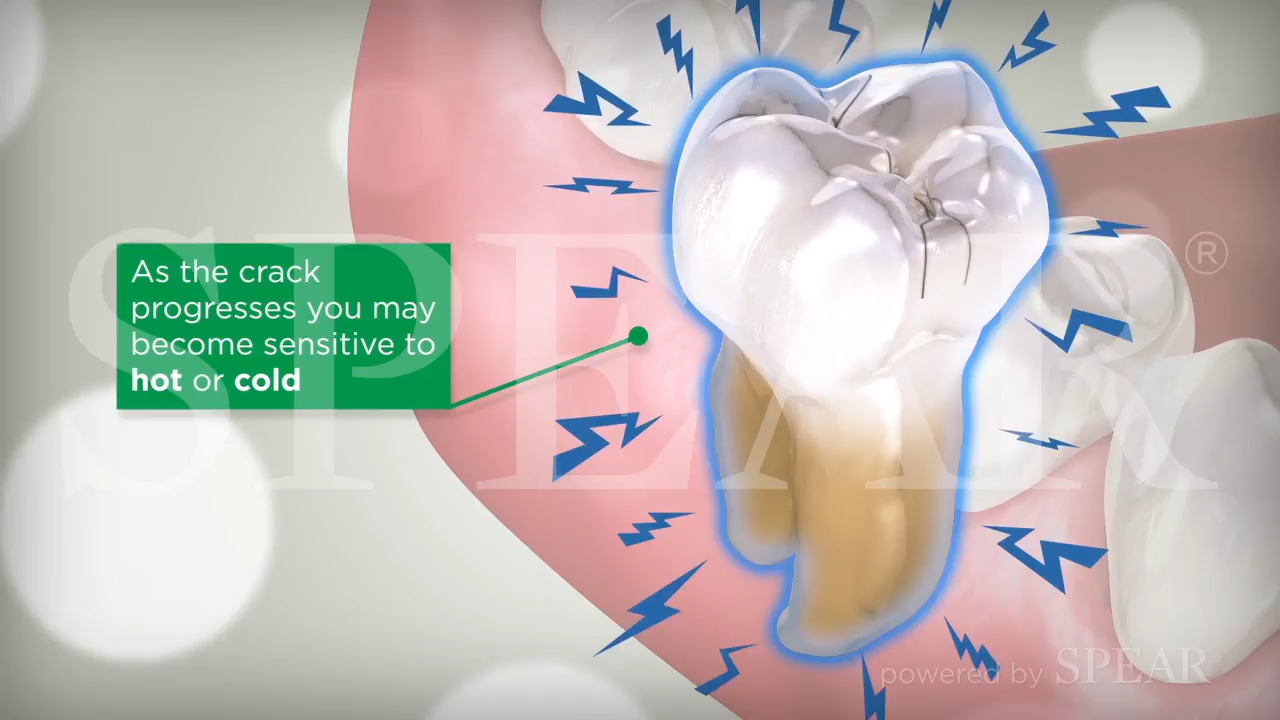 As the crack
progresses you may
become sensitive to
hot or cold
SPEAR®
powered by SPEAR